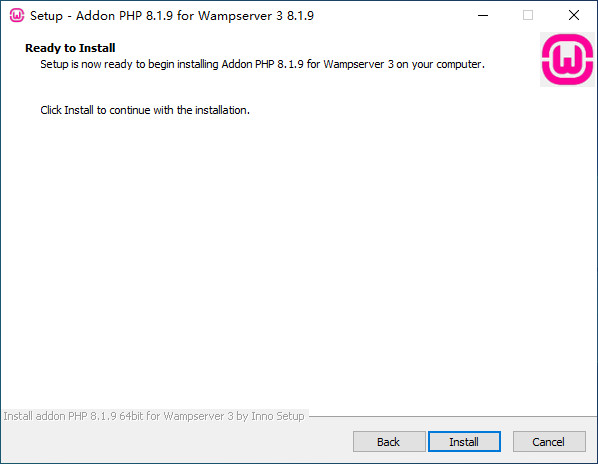 Setup - Addon PHP 8.1.9 for Wampserver 3 8.1.9
Ready to Install
Setup is now ready to begin installing Addon PHP 8.1.9 for Wampserver 3 on your computer.
Click Install to continue with the installation.
Install addon PHP 8.1.9 64bit for Wampserver 3 by Inno Setup
Back
Install
Cancel